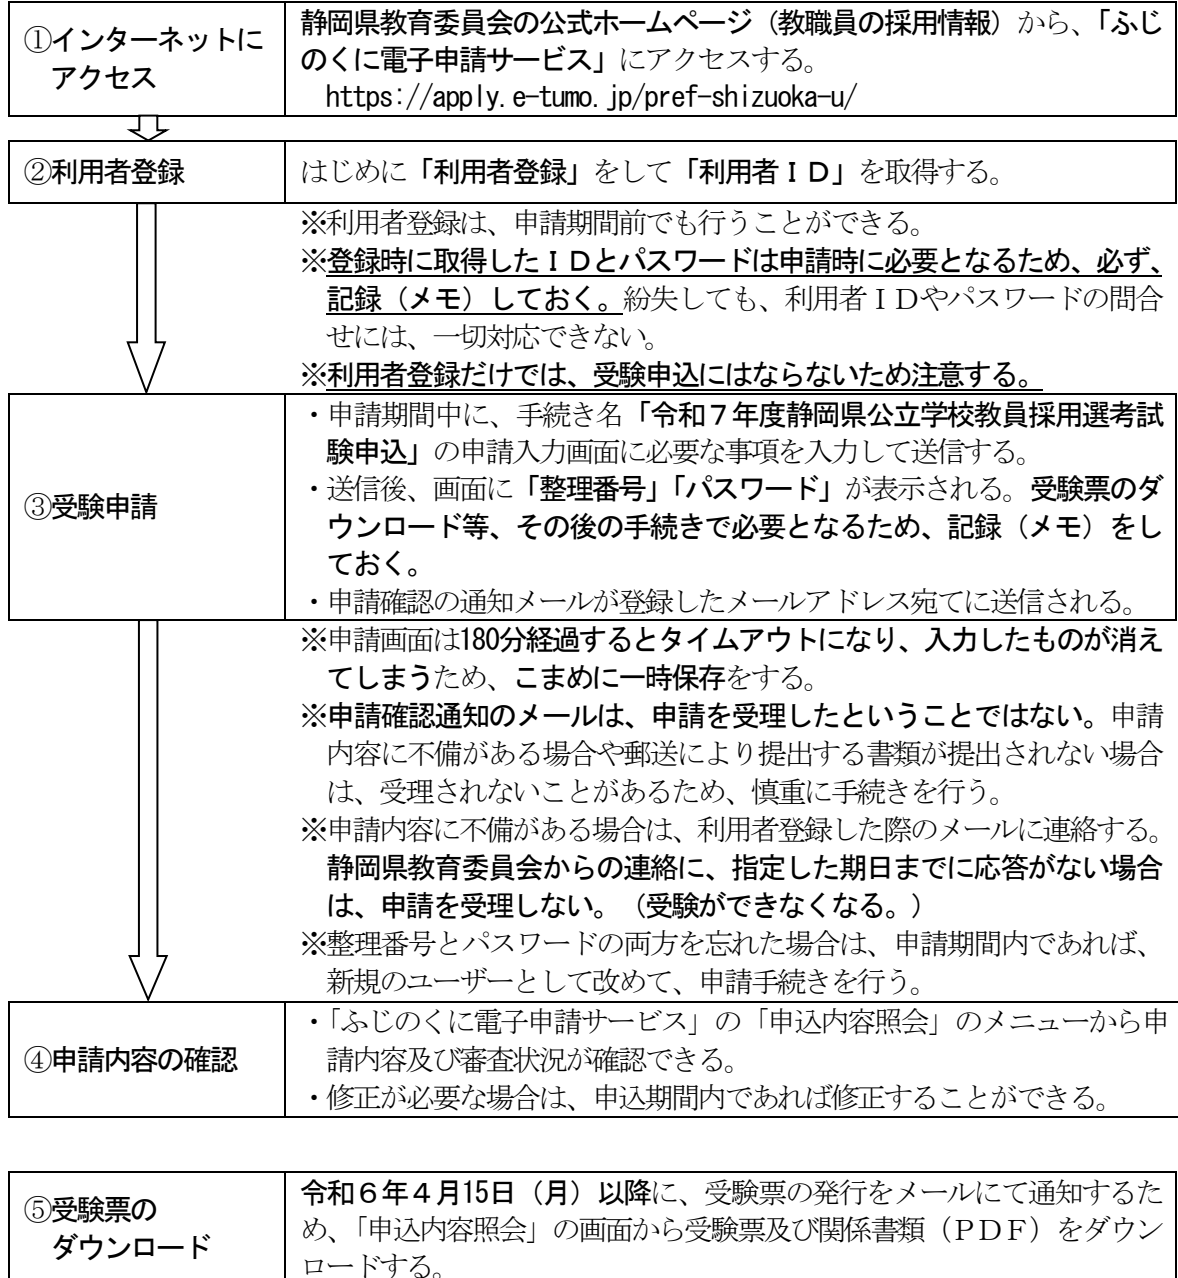 ①インターネットに
アクセス
静岡県教育委員会の公式ホームページ（教職員の採用情報）から、「ふじ
のくに電子申請サービス」にアクセスする。
https://apply.e-tumo.jp/pref-shizuoka-u/
②利用者登録
はじめに「利用者登録」をして「利用者ＩＤ」を取得する。
※利用者登録は、申請期間前でも行うことができる。
※登録時に取得したＩＤとパスワードは申請時に必要となるため、必ず、
記録（メモ）しておく。紛失しても、利用者ＩＤやパスワードの問合
せには、一切対応できない。
※利用者登録だけでは、受験申込にはならないため注意する。
③受験申請
・申請期間中に、手続き名「令和７年度静岡県公立学校教員採用選考試
験申込」の申請入力画面に必要な事項を入力して送信する。
・送信後、画面に「整理番号」「パスワード」が表示される。受験票のダ
ウンロード等、その後の手続きで必要となるため、記録（メモ）をし
ておく。
・申請確認の通知メールが登録したメールアドレス宛てに送信される。
※申請画面は180分経過するとタイムアウトになり、入力したものが消え
てしまうため、こまめに一時保存をする。
※申請確認通知のメールは、申請を受理したということではない。申請
内容に不備がある場合や郵送により提出する書類が提出されない場合
は、受理されないことがあるため、慎重に手続きを行う。
※申請内容に不備がある場合は、利用者登録した際のメールに連絡する。
静岡県教育委員会からの連絡に、指定した期日までに応答がない場合
は、申請を受理しない。（受験ができなくなる。）
※整理番号とパスワードの両方を忘れた場合は、申請期間内であれば、
新規のユーザーとして改めて、申請手続きを行う。
④申請内容の確認
・「ふじのくに電子申請サービス」の「申込内容照会」のメニューから申
請内容及び審査状況が確認できる。
・修正が必要な場合は、申込期間内であれば修正することができる。
⑤受験票の
ダウンロード
令和６年４月15日（月）以降に、受験票の発行をメールにて通知するた
め、「申込内容照会」の画面から受験票及び関係書類（ＰＤＦ）をダウン
ロードする。